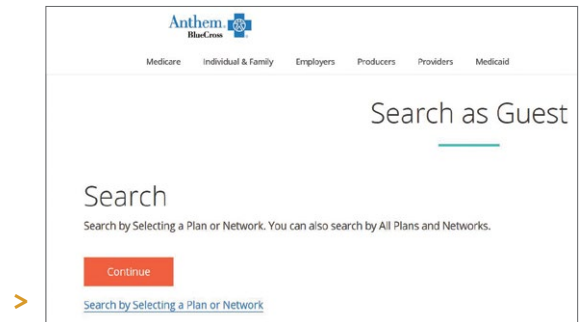 Anthem
BlueCross
Medicare Individual & Family Employers Producers Providers Medicaid
Search as Guest
Search
Search by Selecting a Plan or Network. You can also search by All Plans and Networks.
Continue
> Search by Selecting a Plan or Network